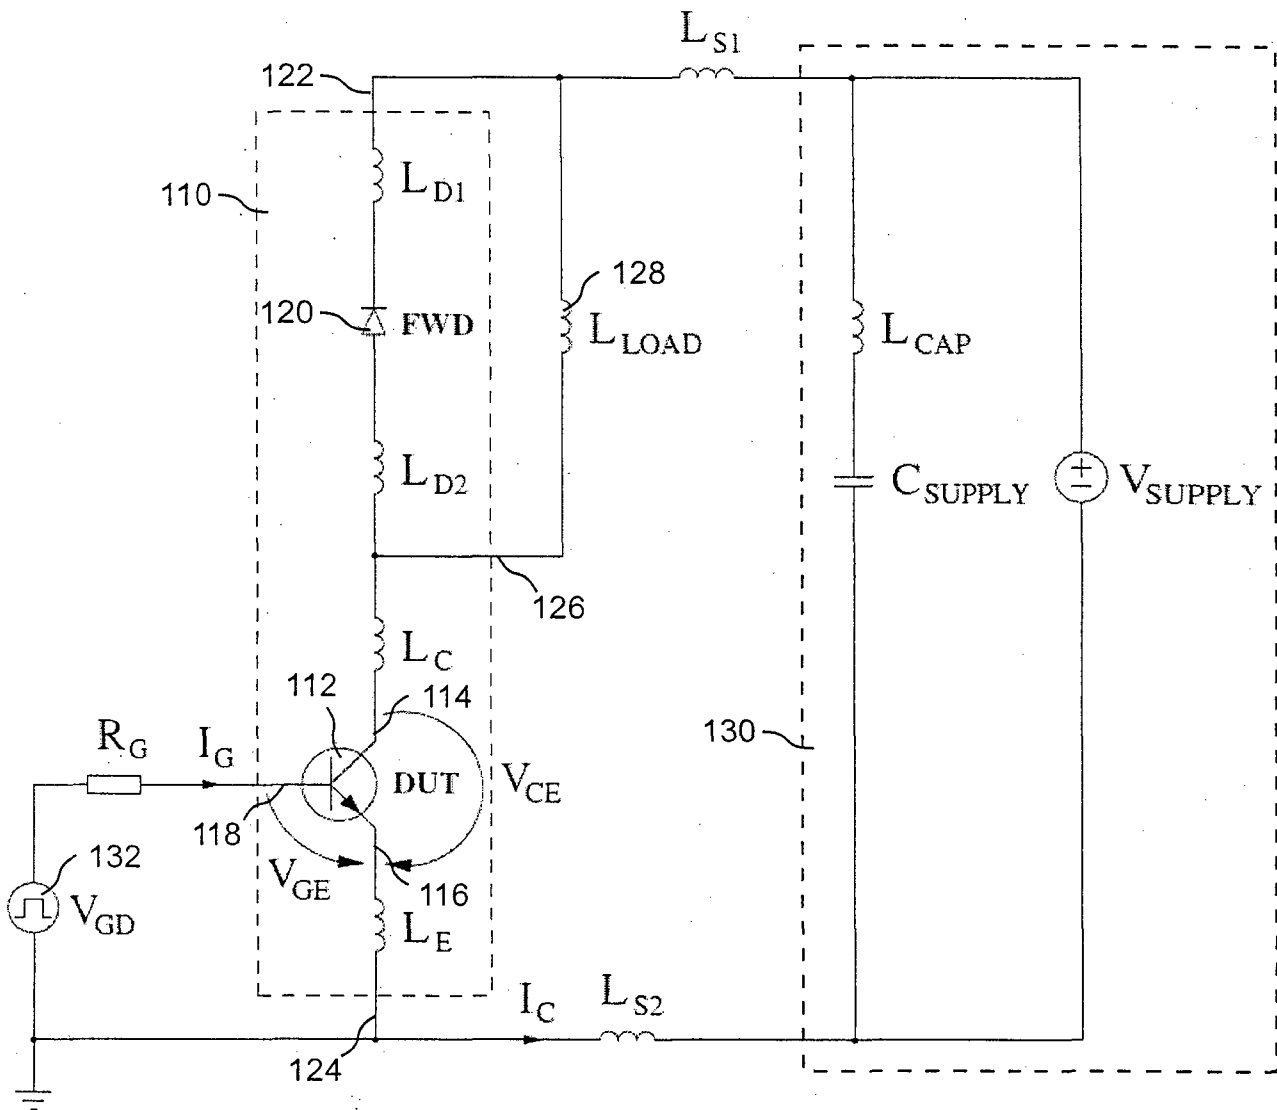 L_S1
122
L_D1
110
128
120
FWD
L_LOAD
L_CAP
L_D2
C_SUPPLY
V_SUPPLY
+
−
126
L_C
112
114
130
R_G
I_G
DUT
V_CE
118
132
V_GE
116
V_GD
L_E
I_C
L_S2
124